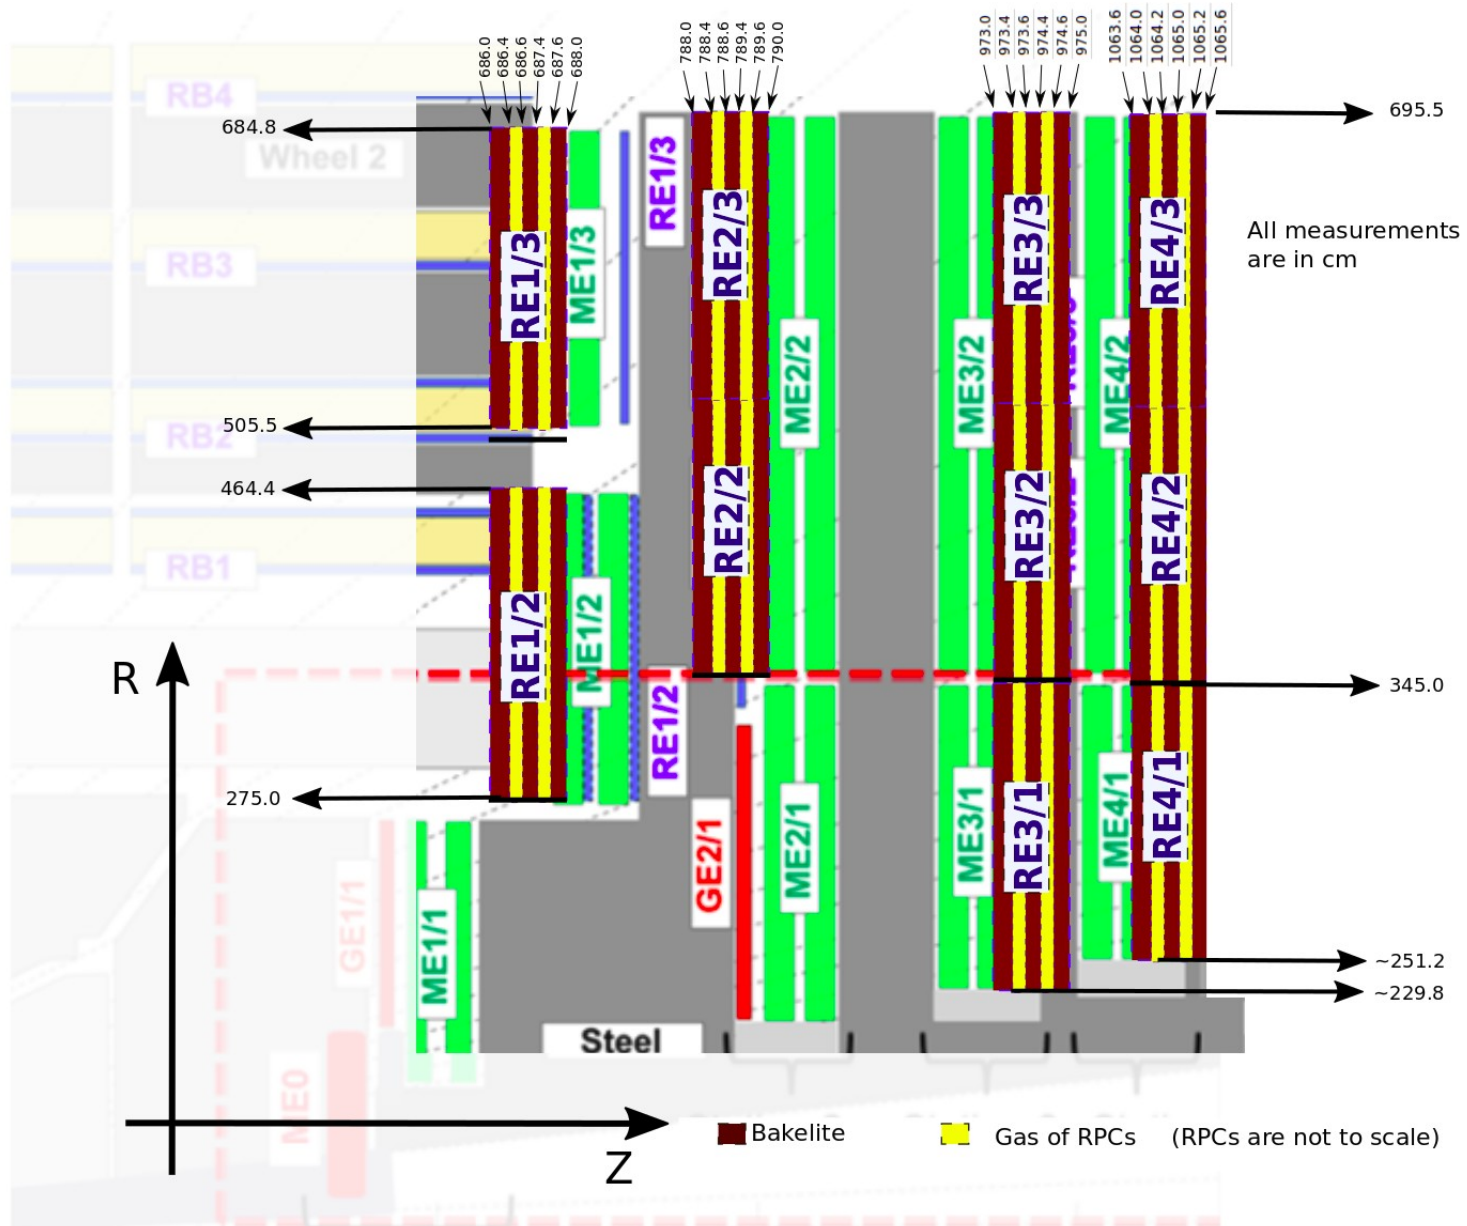 686.0
686.4
686.6
687.4
687.6
688.0
788.0
788.4
788.6
789.4
789.6
790.0
973.0
973.4
973.6
974.4
974.6
975.0
1063.6
1064.0
1064.2
1065.0
1065.2
1065.6
695.5
684.8
RB4
Wheel 2
RB3
RB2
RB1
505.5
464.4
275.0
RE1/3
ME1/3
RE1/3
RE2/3
ME2/2
ME3/2
RE3/3
ME4/2
RE4/3
All measurements
are in cm
RE1/2
ME1/2
RE1/2
RE2/2
RE3/2
RE4/2
345.0
R
GE1/1
ME1/1
GE2/1
ME2/1
ME3/1
RE3/1
ME4/1
RE4/1
~251.2
~229.8
ME0
Steel
Z
Bakelite
Gas of RPCs
(RPCs are not to scale)